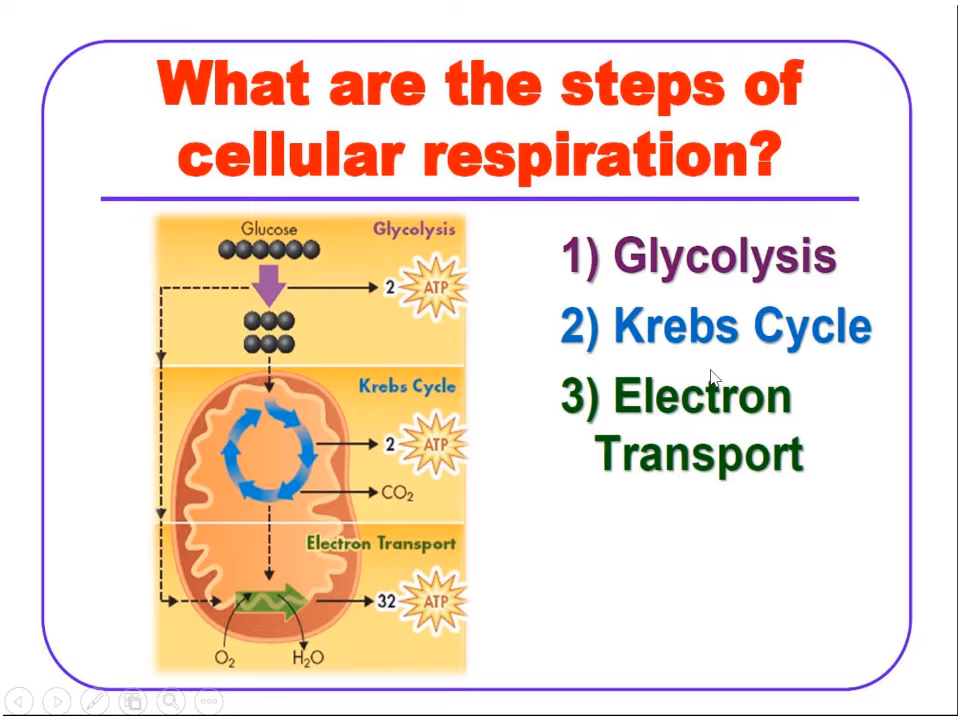 What are the steps of
cellular respiration?
Glucose
Glycolysis
2 ATP
Krebs Cycle
2 ATP
CO₂
Electron Transport
32 ATP
O₂
H₂O
1) Glycolysis
2) Krebs Cycle
3) Electron
Transport